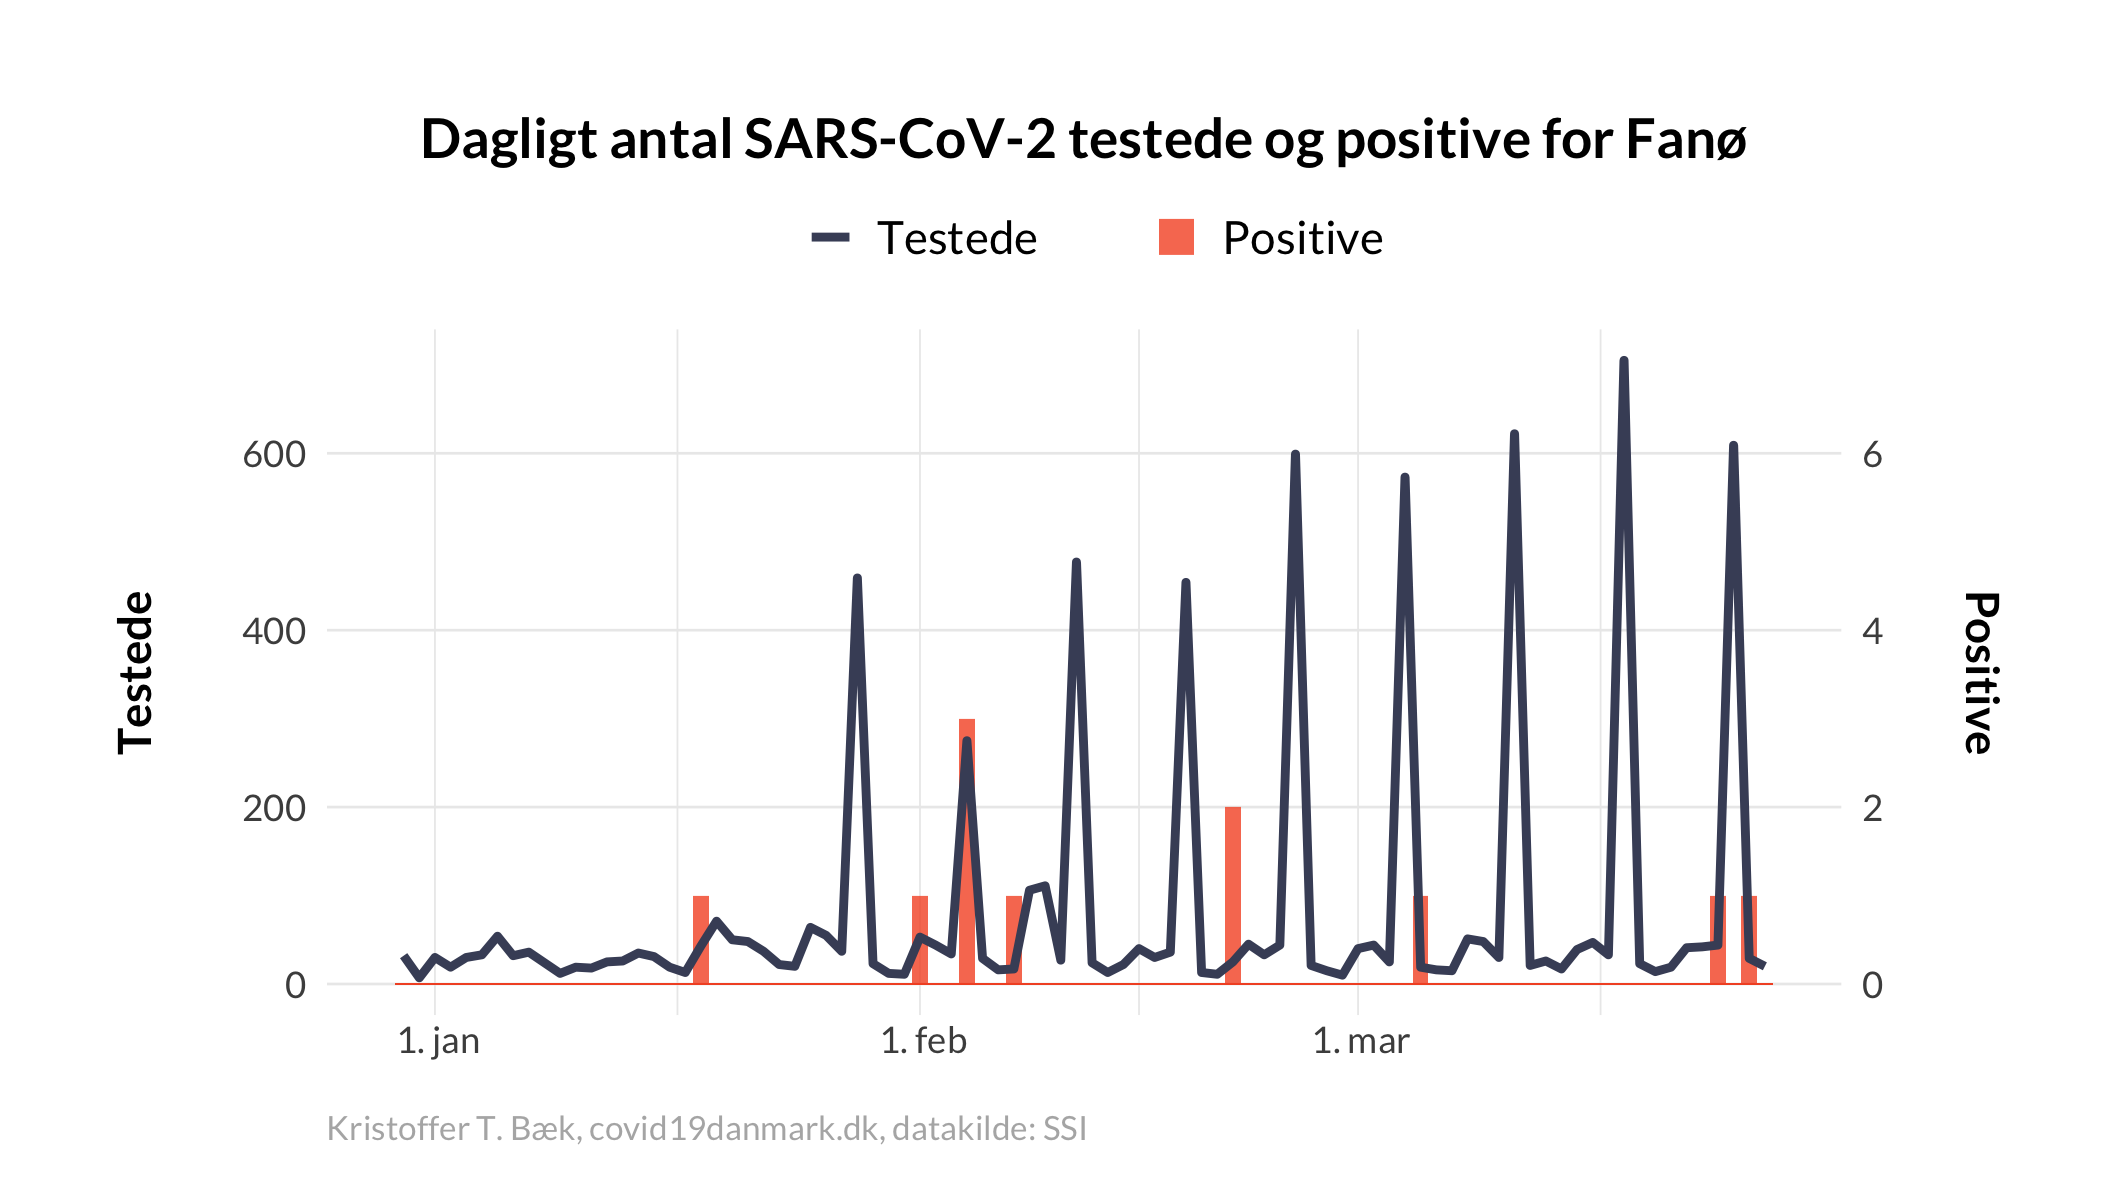 Dagligt antal SARS-CoV-2 testede og positive for Fanø
Testede
Positive
600
400
200
0
6
4
2
0
Testede
Positive
1. jan
1. feb
1. mar
Kristoffer T. Bæk, covid19danmark.dk, datakilde: SSI